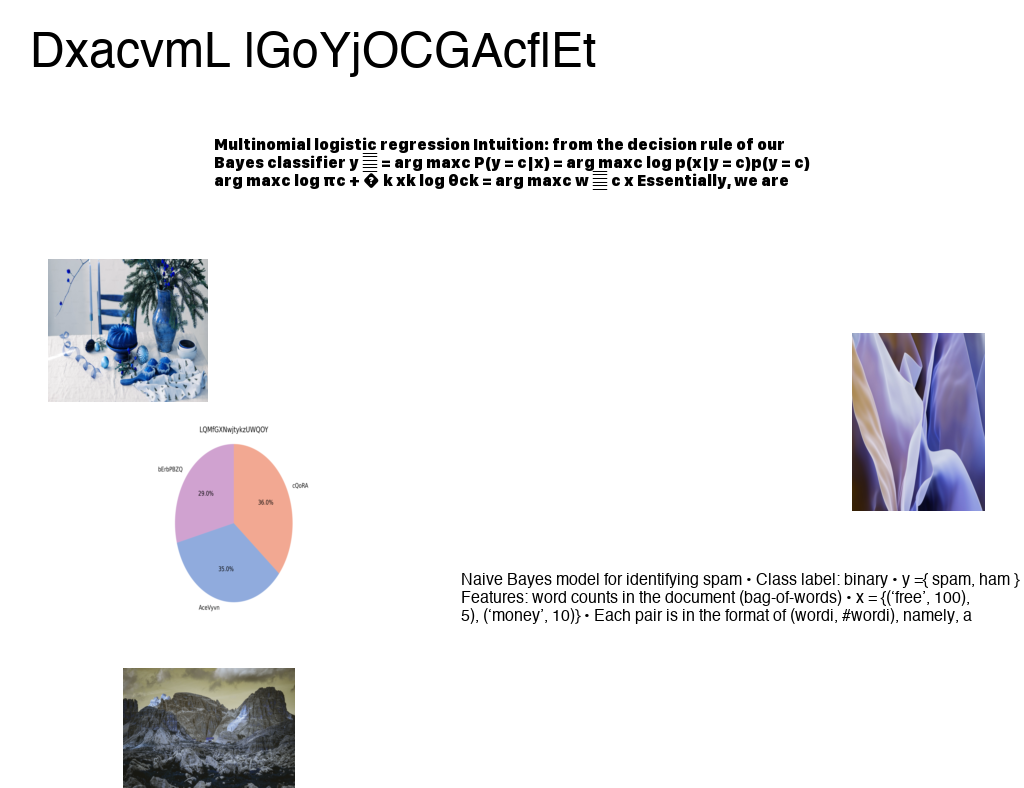 DxacvmL lGoYjOCGAcflEt
Multinomial logistic regression Intuition: from the decision rule of our
Bayes classifier y = arg maxc P(y = c|x) = arg maxc log p(x|y = c)p(y = c)
arg maxc log πc + � k xk log θck = arg maxc w c x Essentially, we are
LQMfGXNwjtykzUWQOY
bErbPBZQ
cQoRA
29.0%
36.0%
35.0%
AceVyvn
Naive Bayes model for identifying spam • Class label: binary • y ={ spam, ham }
Features: word counts in the document (bag-of-words) • x = {(‘free’, 100),
5), (‘money’, 10)} • Each pair is in the format of (wordi, #wordi), namely, a